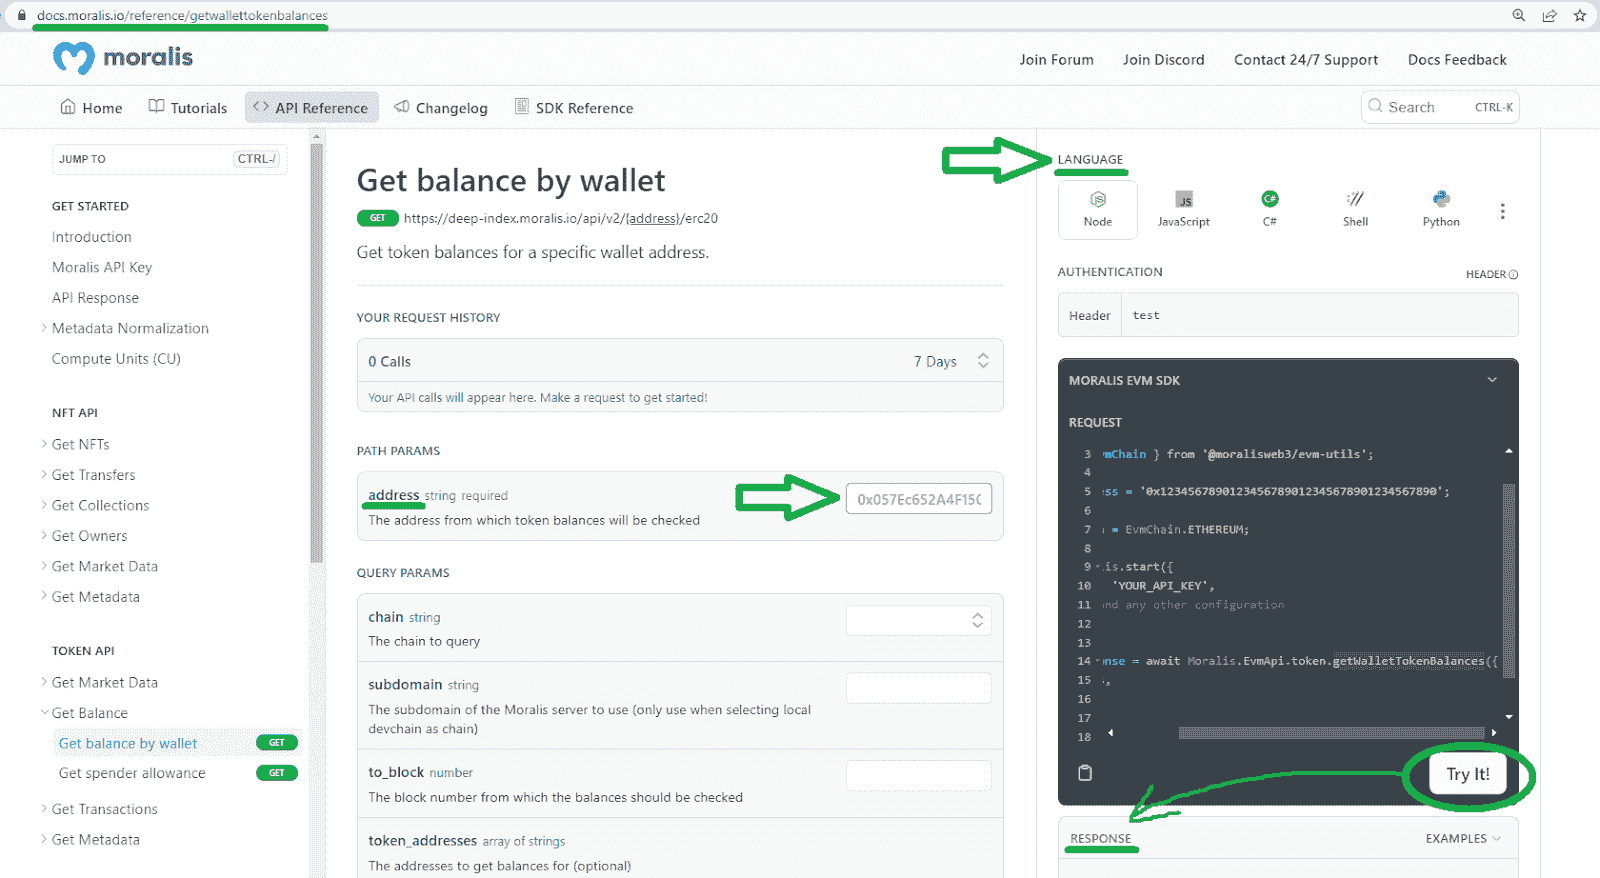 docs.moralis.io/reference/getwallettokenbalances
moralis
Join Forum Join Discord Contact 24/7 Support Docs Feedback
Home Tutorials API Reference Changelog SDK Reference
Search CTRL-K
JUMP TO CTRL-/
GET STARTED
Introduction
Moralis API Key
API Response
Metadata Normalization
Compute Units (CU)
NFT API
Get NFTs
Get Transfers
Get Collections
Get Owners
Get Market Data
Get Metadata
TOKEN API
Get Market Data
Get Balance
Get balance by wallet GET
Get spender allowance GET
Get Transactions
Get Metadata
Get balance by wallet
GET https://deep-index.moralis.io/api/v2/{address}/erc20
Get token balances for a specific wallet address.
YOUR REQUEST HISTORY
0 Calls 7 Days
Your API calls will appear here. Make a request to get started!
PATH PARAMS
address string required
The address from which token balances will be checked
0x057Ec652A4F150
QUERY PARAMS
chain string
The chain to query
subdomain string
The subdomain of the Moralis server to use (only use when selecting local
devchain as chain)
to_block number
The block number from which the balances should be checked
token_addresses array of strings
The addresses to get balances for (optional)
LANGUAGE
Node JavaScript C# Shell Python
AUTHENTICATION HEADER
Header test
MORALIS EVM SDK
REQUEST
3 mChain } from '@moralisweb3/evm-utils';
4
5 ess = '0x1234567890123456789012345678901234567890';
6
7 = EvmChain.ETHEREUM;
8
9 is.start({
10 'YOUR_API_KEY',
11 nd any other configuration
12
13
14 onse = await Moralis.EvmApi.token.getWalletTokenBalances({
15 ,
16
17
18
Try It!
RESPONSE EXAMPLES